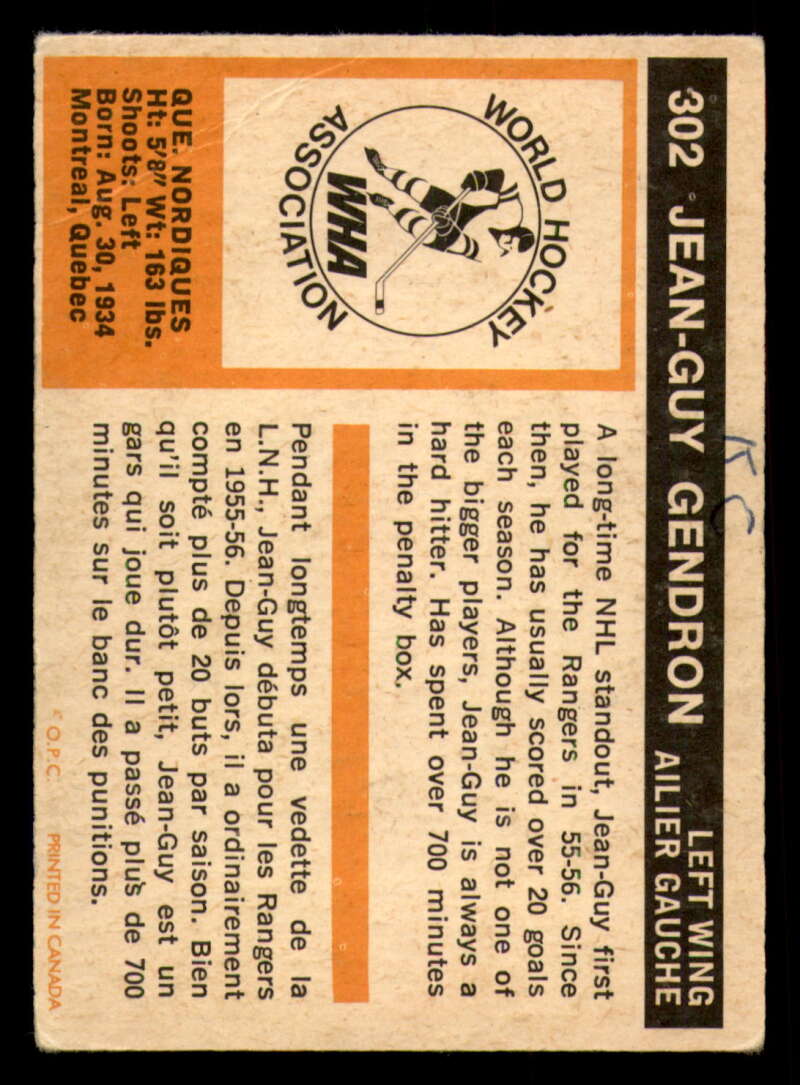 302 JEAN-GUY GENDRON
LEFT WING
AILIER GAUCHE
K C
WORLD HOCKEY
ASSOCIATION
WHA
QUE. NORDIQUES
Ht: 5'8" Wt: 163 lbs.
Shoots: Left
Born: Aug. 30, 1934
Montreal, Quebec
A long-time NHL standout, Jean-Guy first
played for the Rangers in 55-56. Since
then, he has usually scored over 20 goals
each season. Although he is not one of
the bigger players, Jean-Guy is always a
hard hitter. Has spent over 700 minutes
in the penalty box.
Pendant longtemps une vedette de la
L.N.H., Jean-Guy débuta pour les Rangers
en 1955-56. Depuis lors, il a ordinairement
compté plus de 20 buts par saison. Bien
qu'il soit plutôt petit, Jean-Guy est un
gars qui joue dur. Il a passé plus de 700
minutes sur le banc des punitions.
© O.P.C. PRINTED IN CANADA